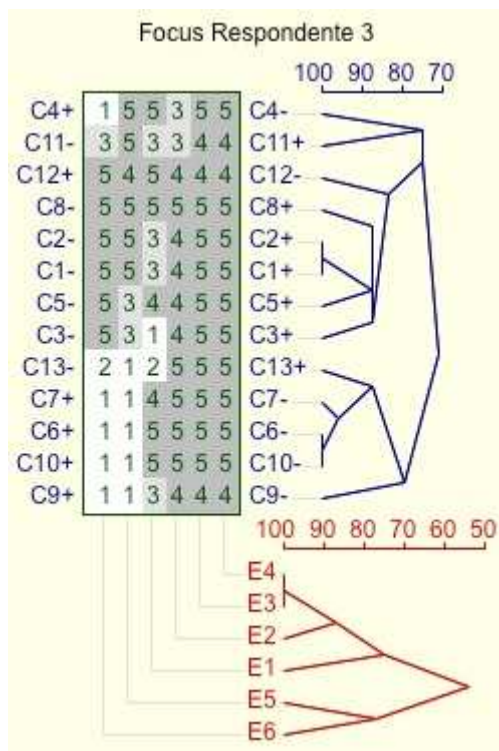 Focus Respondente 3
100 90 80 70
C4+ 1 5 5 3 5 5 C4-
C11- 3 5 3 3 4 4 C11+
C12+ 5 4 5 4 4 4 C12-
C8- 5 5 5 5 5 5 C8+
C2- 5 5 3 4 5 5 C2+
C1- 5 5 3 4 5 5 C1+
C5- 5 3 4 4 5 5 C5+
C3- 5 3 1 4 5 5 C3+
C13- 2 1 2 5 5 5 C13+
C7+ 1 1 4 5 5 5 C7-
C6+ 1 1 5 5 5 5 C6-
C10+ 1 1 5 5 5 5 C10-
C9+ 1 1 3 4 4 4 C9-
100 90 80 70 60 50
E4
E3
E2
E1
E5
E6